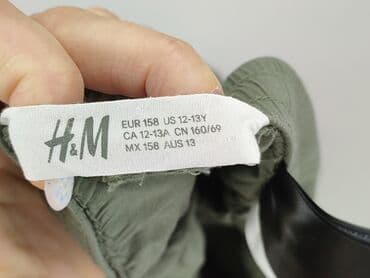 H&M
EUR 158 US 12-13Y
CA 12-13A CN 160/69
MX 158 AUS 13